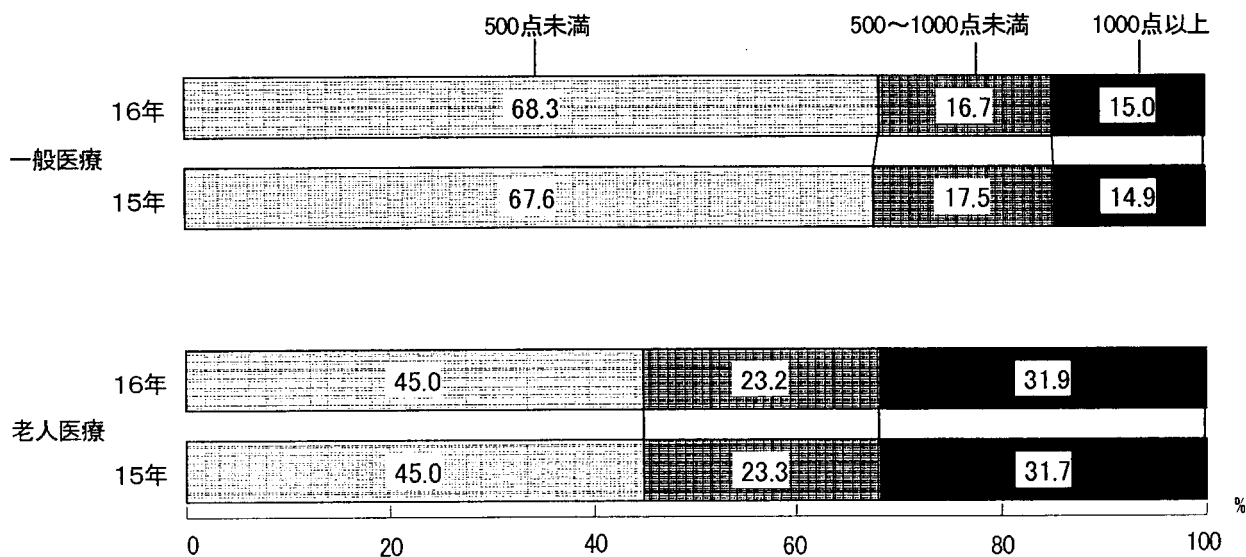 500点未満 500～1000点未満 1000点以上
16年 68.3 16.7 15.0
一般医療
15年 67.6 17.5 14.9
16年 45.0 23.2 31.9
老人医療
15年 45.0 23.3 31.7
%
0 20 40 60 80 100